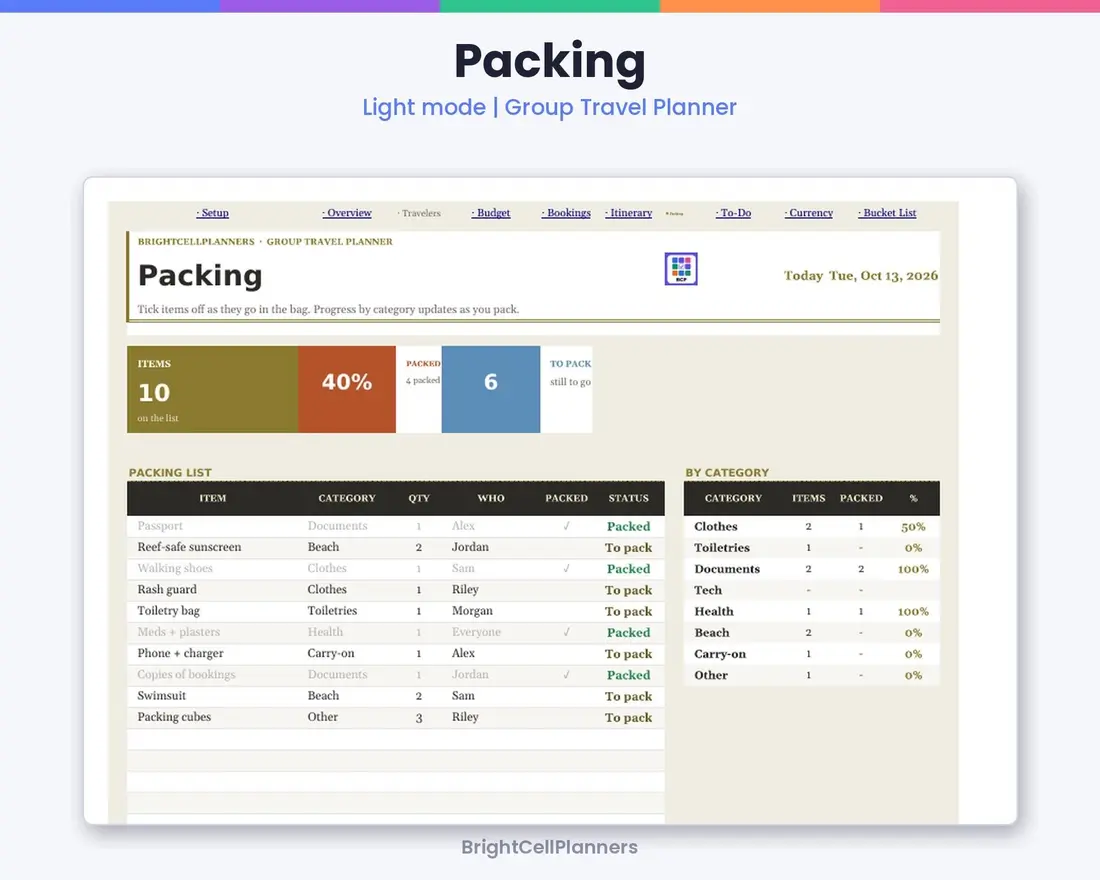 Packing
Light mode | Group Travel Planner
· Setup · Overview · Travelers · Budget · Bookings · Itinerary · Packing · To-Do · Currency · Bucket List
BRIGHTCELLPLANNERS · GROUP TRAVEL PLANNER
Packing
BCP
Today Tue, Oct 13, 2026
Tick items off as they go in the bag. Progress by category updates as you pack.
ITEMS
10
on the list
40%
PACKED
4 packed
6
TO PACK
still to go
PACKING LIST
ITEM CATEGORY QTY WHO PACKED STATUS
Passport Documents 1 Alex ✓ Packed
Reef-safe sunscreen Beach 2 Jordan To pack
Walking shoes Clothes 1 Sam ✓ Packed
Rash guard Clothes 1 Riley To pack
Toiletry bag Toiletries 1 Morgan To pack
Meds + plasters Health 1 Everyone ✓ Packed
Phone + charger Carry-on 1 Alex To pack
Copies of bookings Documents 1 Jordan ✓ Packed
Swimsuit Beach 2 Sam To pack
Packing cubes Other 3 Riley To pack
BY CATEGORY
CATEGORY ITEMS PACKED %
Clothes 2 1 50%
Toiletries 1 - 0%
Documents 2 2 100%
Tech - -
Health 1 1 100%
Beach 2 - 0%
Carry-on 1 - 0%
Other 1 - 0%
BrightCellPlanners